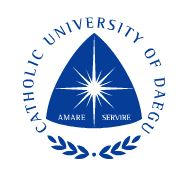 CATHOLIC UNIVERSITY OF DAEGU
AMARE SERVIRE